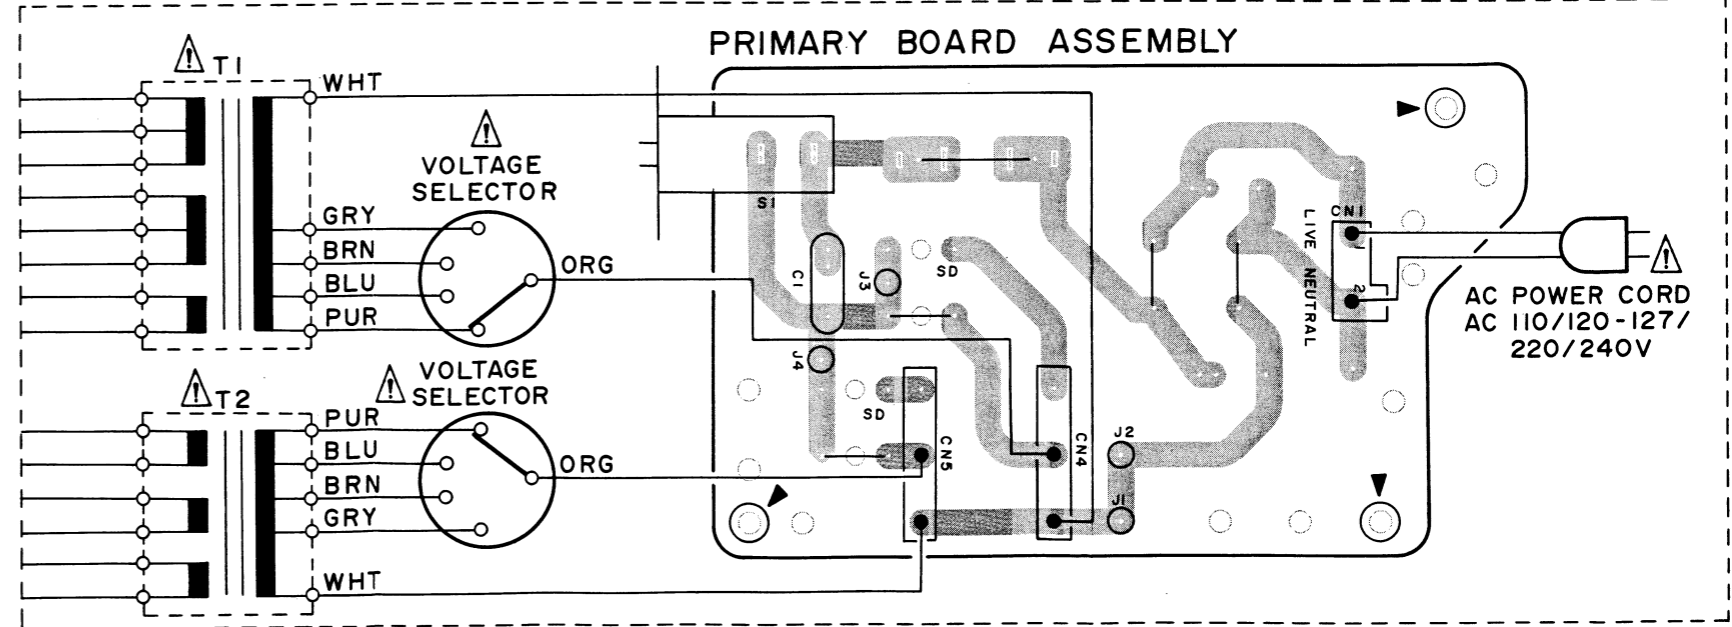 PRIMARY BOARD ASSEMBLY
T1
WHT
VOLTAGE
SELECTOR
GRY
BRN
BLU
PUR
ORG
S1
C1
J3
SD
J4
SD
CN5
CN4
J2
J1
LIVE
NEUTRAL
CN1
1
2
AC POWER CORD
AC 110/120-127/
220/240V
T2
VOLTAGE
SELECTOR
PUR
BLU
BRN
GRY
ORG
WHT